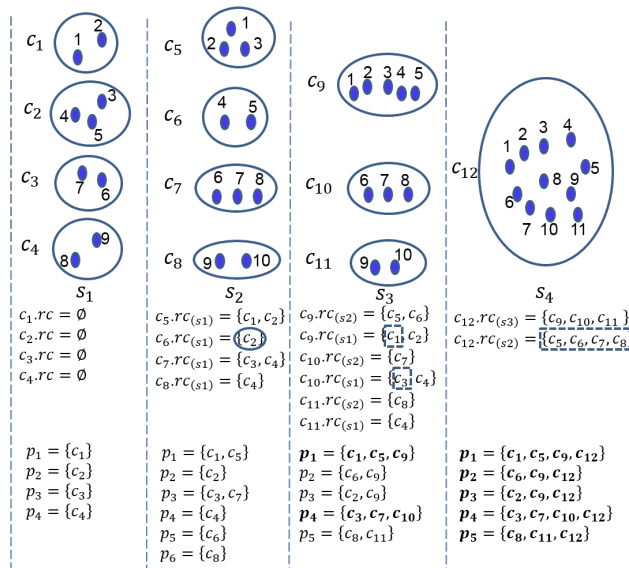 c₁
1 2
c₂
3
4
5
c₃
7 6
c₄
9
8
s₁
c₁.rc = ∅
c₂.rc = ∅
c₃.rc = ∅
c₄.rc = ∅
p₁ = {c₁}
p₂ = {c₂}
p₃ = {c₃}
p₄ = {c₄}
c₅
1
2 3
c₆
4 5
c₇
6 7 8
c₈
9 10
s₂
c₅.rc(s1) = {c₁, c₂}
c₆.rc(s1) = {c₂}
c₇.rc(s1) = {c₃, c₄}
c₈.rc(s1) = {c₄}
p₁ = {c₁, c₅}
p₂ = {c₂}
p₃ = {c₃, c₇}
p₄ = {c₄}
p₅ = {c₆}
p₆ = {c₈}
c₉
1 2 3 4 5
c₁₀
6 7 8
c₁₁
9 10
s₃
c₉.rc(s2) = {c₅, c₆}
c₉.rc(s1) = {c₁, c₂}
c₁₀.rc(s2) = {c₇}
c₁₀.rc(s1) = {c₃, c₄}
c₁₁.rc(s2) = {c₈}
c₁₁.rc(s1) = {c₄}
p₁ = {c₁, c₅, c₉}
p₂ = {c₆, c₉}
p₃ = {c₂, c₉}
p₄ = {c₃, c₇, c₁₀}
p₅ = {c₈, c₁₁}
c₁₂
1 2 3 4
5
6 8 9
7 10 11
s₄
c₁₂.rc(s3) = {c₉, c₁₀, c₁₁}
c₁₂.rc(s2) = {c₅, c₆, c₇, c₈,
p₁ = {c₁, c₅, c₉, c₁₂}
p₂ = {c₆, c₉, c₁₂}
p₃ = {c₂, c₉, c₁₂}
p₄ = {c₃, c₇, c₁₀, c₁₂}
p₅ = {c₈, c₁₁, c₁₂}